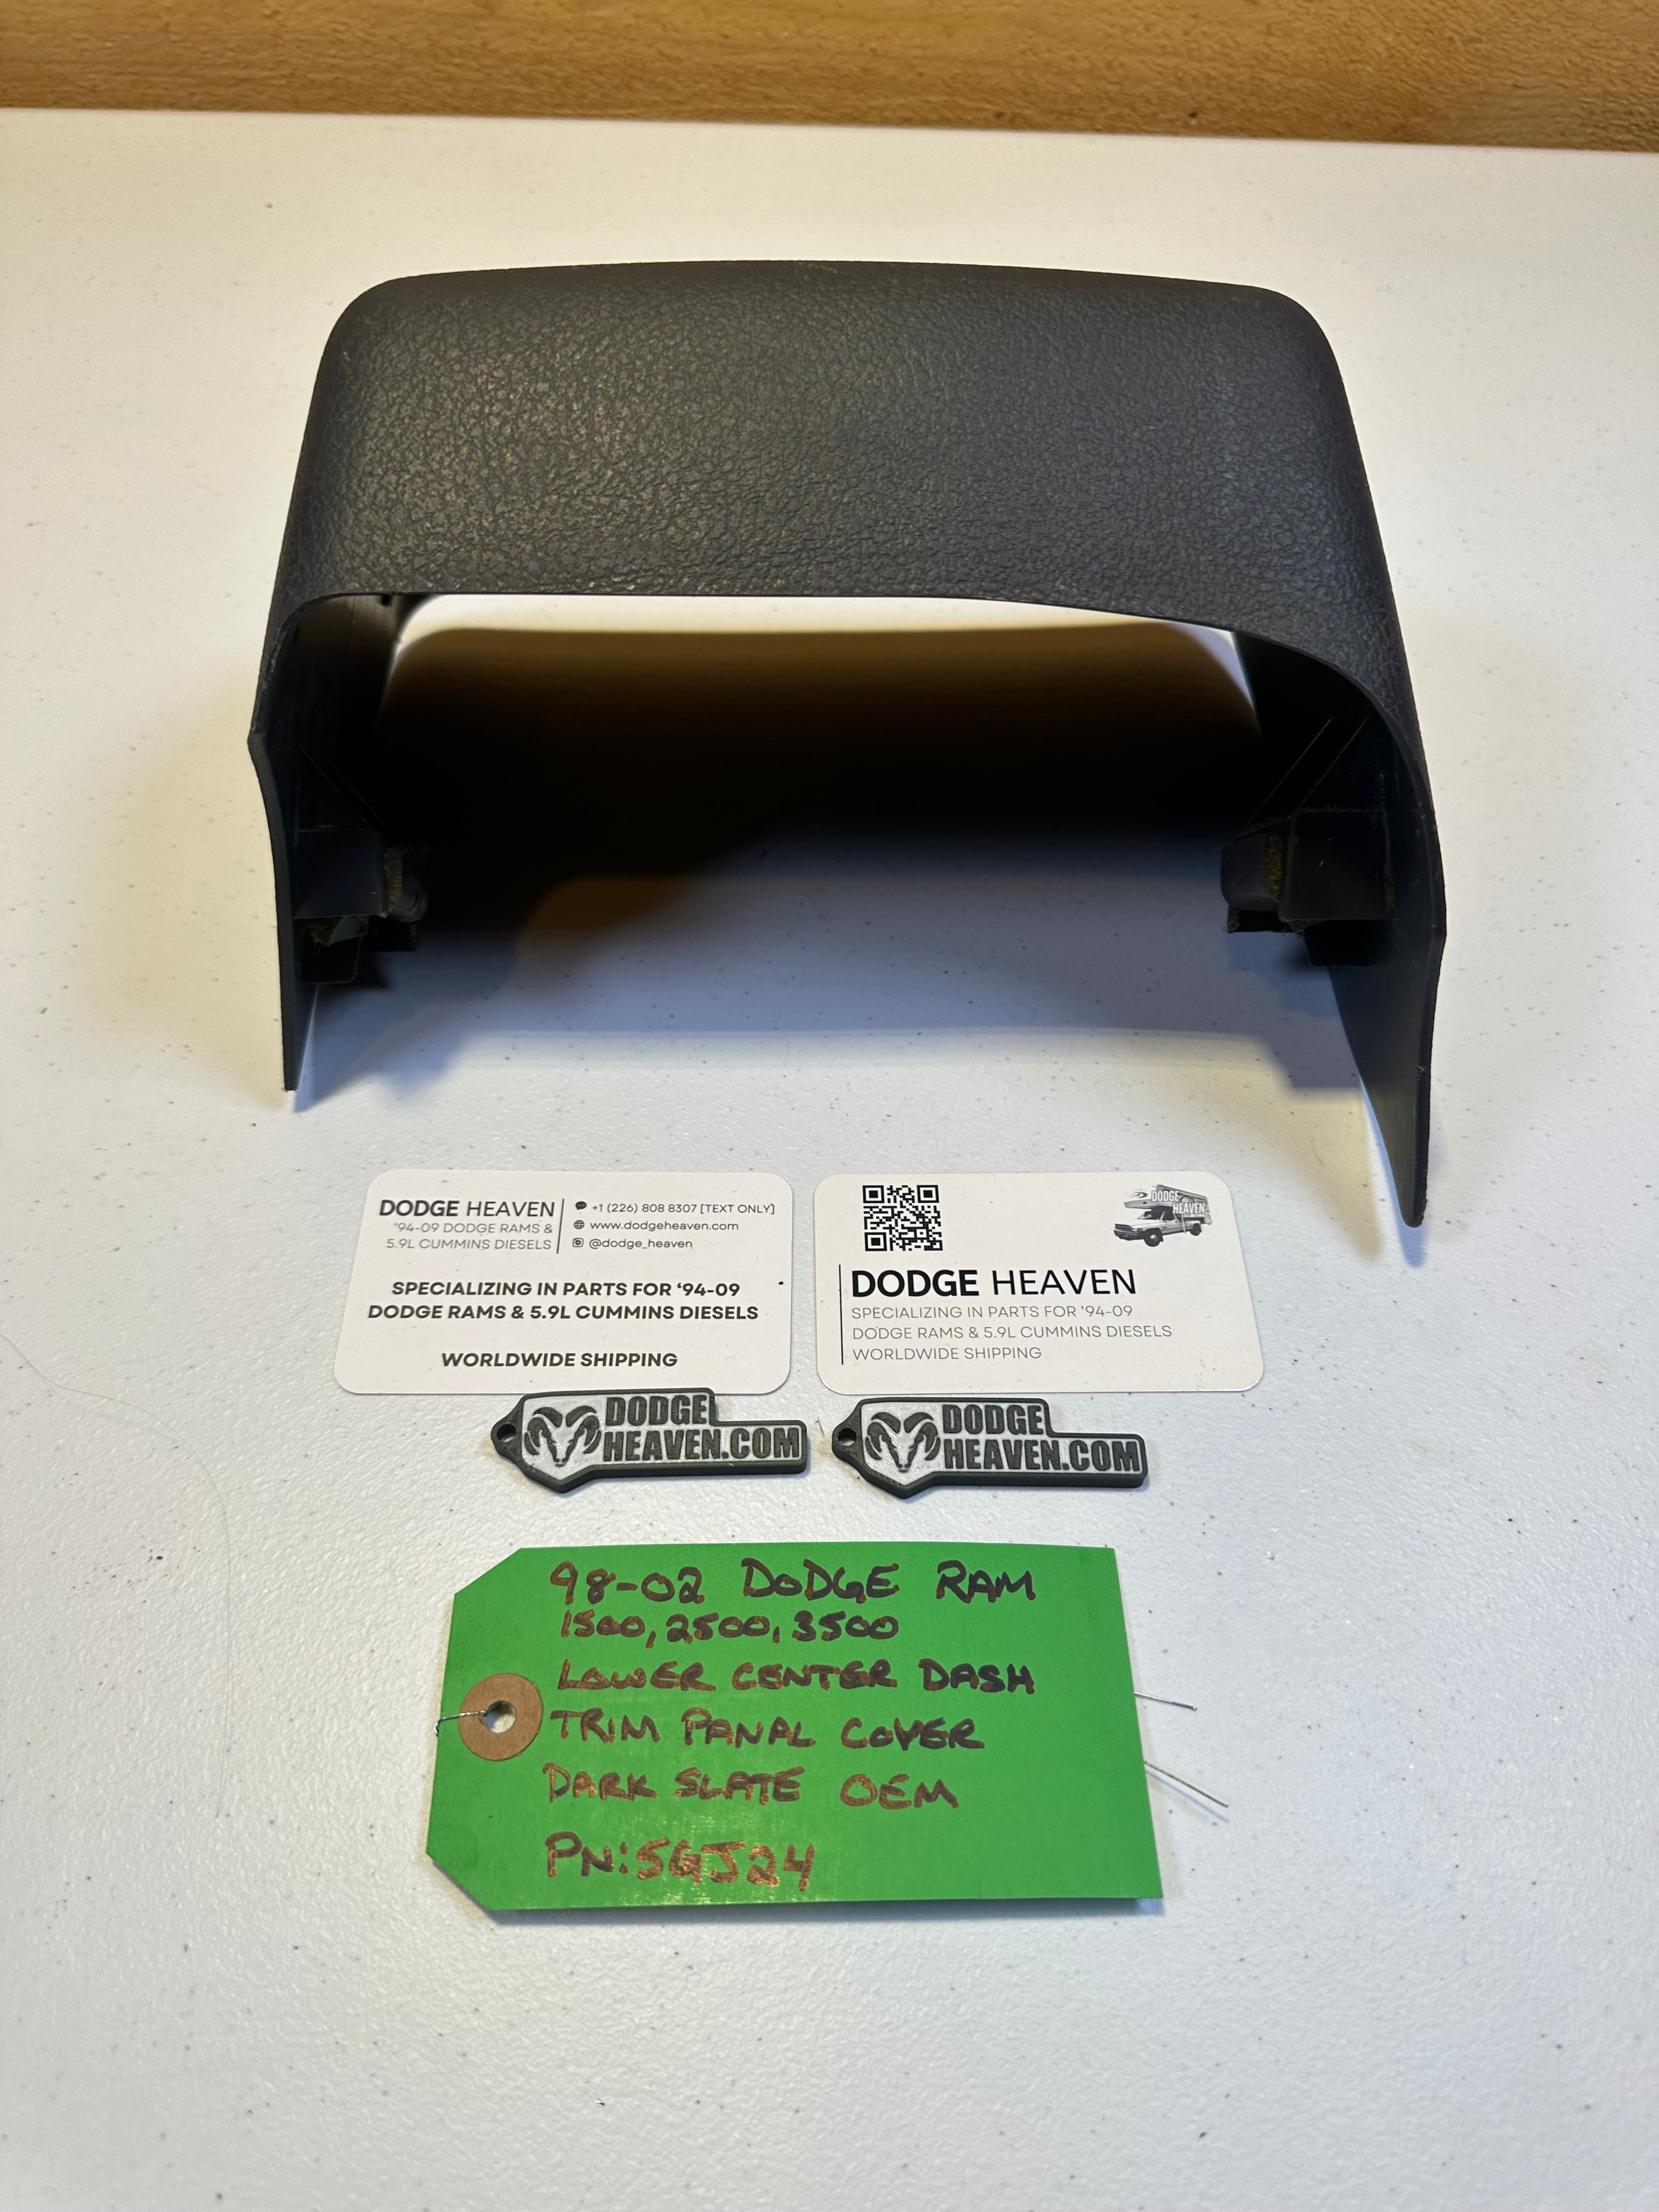 DODGE HEAVEN
'94-09 DODGE RAMS &
5.9L CUMMINS DIESELS
+1 (226) 808 8307 [TEXT ONLY]
www.dodgeheaven.com
@dodge_heaven
SPECIALIZING IN PARTS FOR '94-09
DODGE RAMS & 5.9L CUMMINS DIESELS
WORLDWIDE SHIPPING
DODGE
HEAVEN
DODGE HEAVEN
SPECIALIZING IN PARTS FOR '94-09
DODGE RAMS & 5.9L CUMMINS DIESELS
WORLDWIDE SHIPPING
DODGE
HEAVEN.COM
DODGE
HEAVEN.COM
98-02 DODGE RAM
1500, 2500, 3500
LOWER CENTER DASH
TRIM PANAL COVER
DARK SLATE OEM
PN:5GJ24